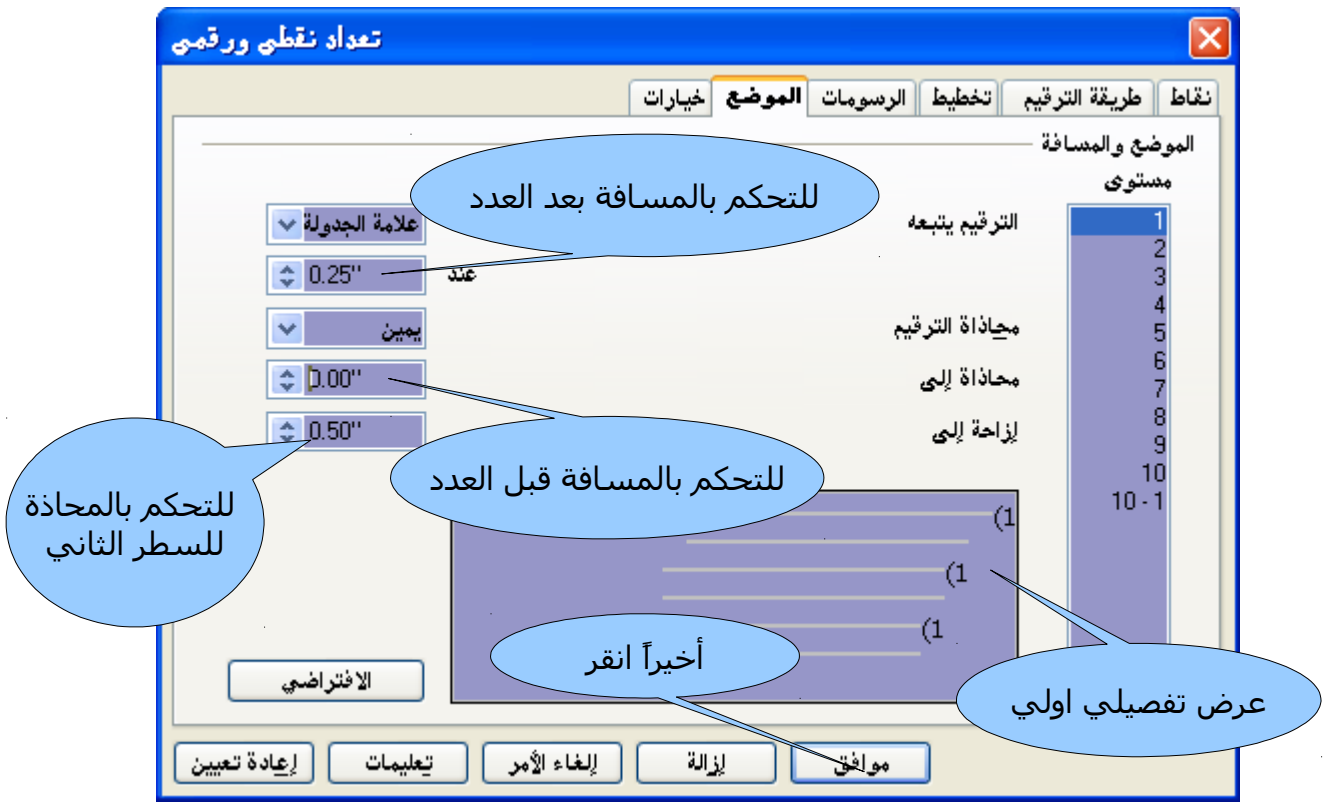 تعداد نقطي ورقمي
نقاط
طريقة الترقيم
تخطيط
الرسومات
الموضع
خيارات
الموضع والمسافة
مستوى
1
2
3
4
5
6
7
8
9
10
10 - 1
الترقيم يتبعه
علامة الجدولة
عند
0.25"
محاذاة الترقيم
يمين
محاذاة إلى
0.00"
إزاحة إلى
0.50"
للتحكم بالمسافة بعد العدد
للتحكم بالمسافة قبل العدد
للتحكم بالمحاذة
للسطر الثاني
1)
1)
1)
أخيراً انقر
عرض تفصيلي اولي
الافتراضي
موافق
إزالة
إلغاء الأمر
تعليمات
إعادة تعيين